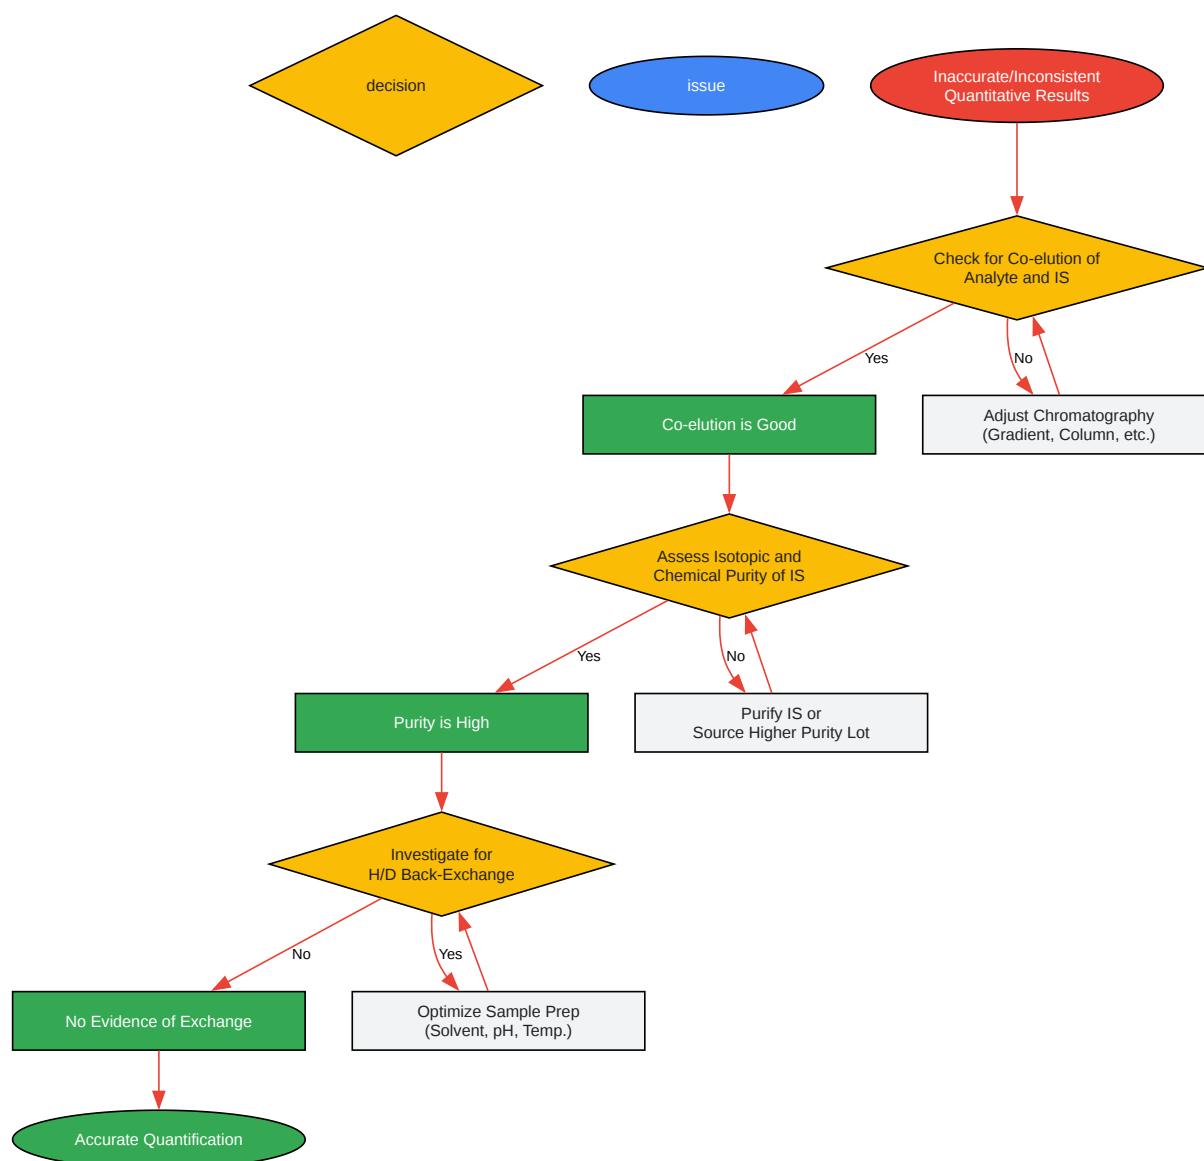 decision
issue
Inaccurate/Inconsistent
Quantitative Results
Check for Co-elution of
Analyte and IS
Yes
No
Co-elution is Good
Adjust Chromatography
(Gradient, Column, etc.)
Assess Isotopic and
Chemical Purity of IS
Yes
No
Purity is High
Purify IS or
Source Higher Purity Lot
Investigate for
H/D Back-Exchange
No
Yes
No Evidence of Exchange
Optimize Sample Prep
(Solvent, pH, Temp.)
Accurate Quantification